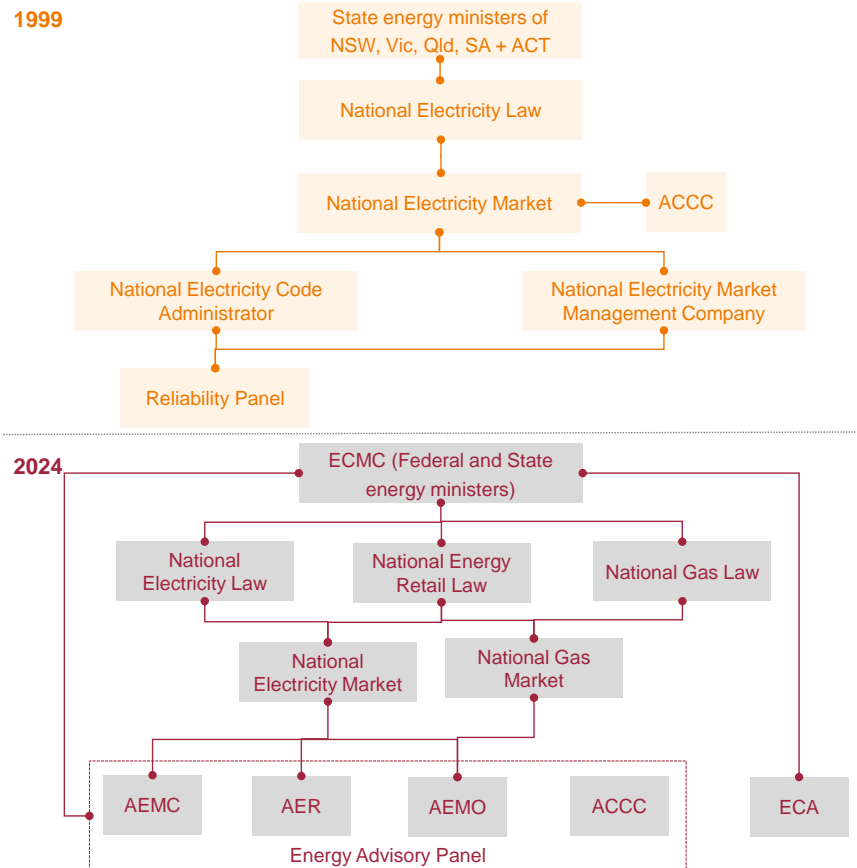 1999
State energy ministers of
NSW, Vic, Qld, SA + ACT
National Electricity Law
National Electricity Market
ACCC
National Electricity Code
Administrator
National Electricity Market
Management Company
Reliability Panel
2024
ECMC (Federal and State
energy ministers)
National
Electricity Law
National Energy
Retail Law
National Gas Law
National
Electricity Market
National Gas
Market
AEMC
AER
AEMO
ACCC
ECA
Energy Advisory Panel